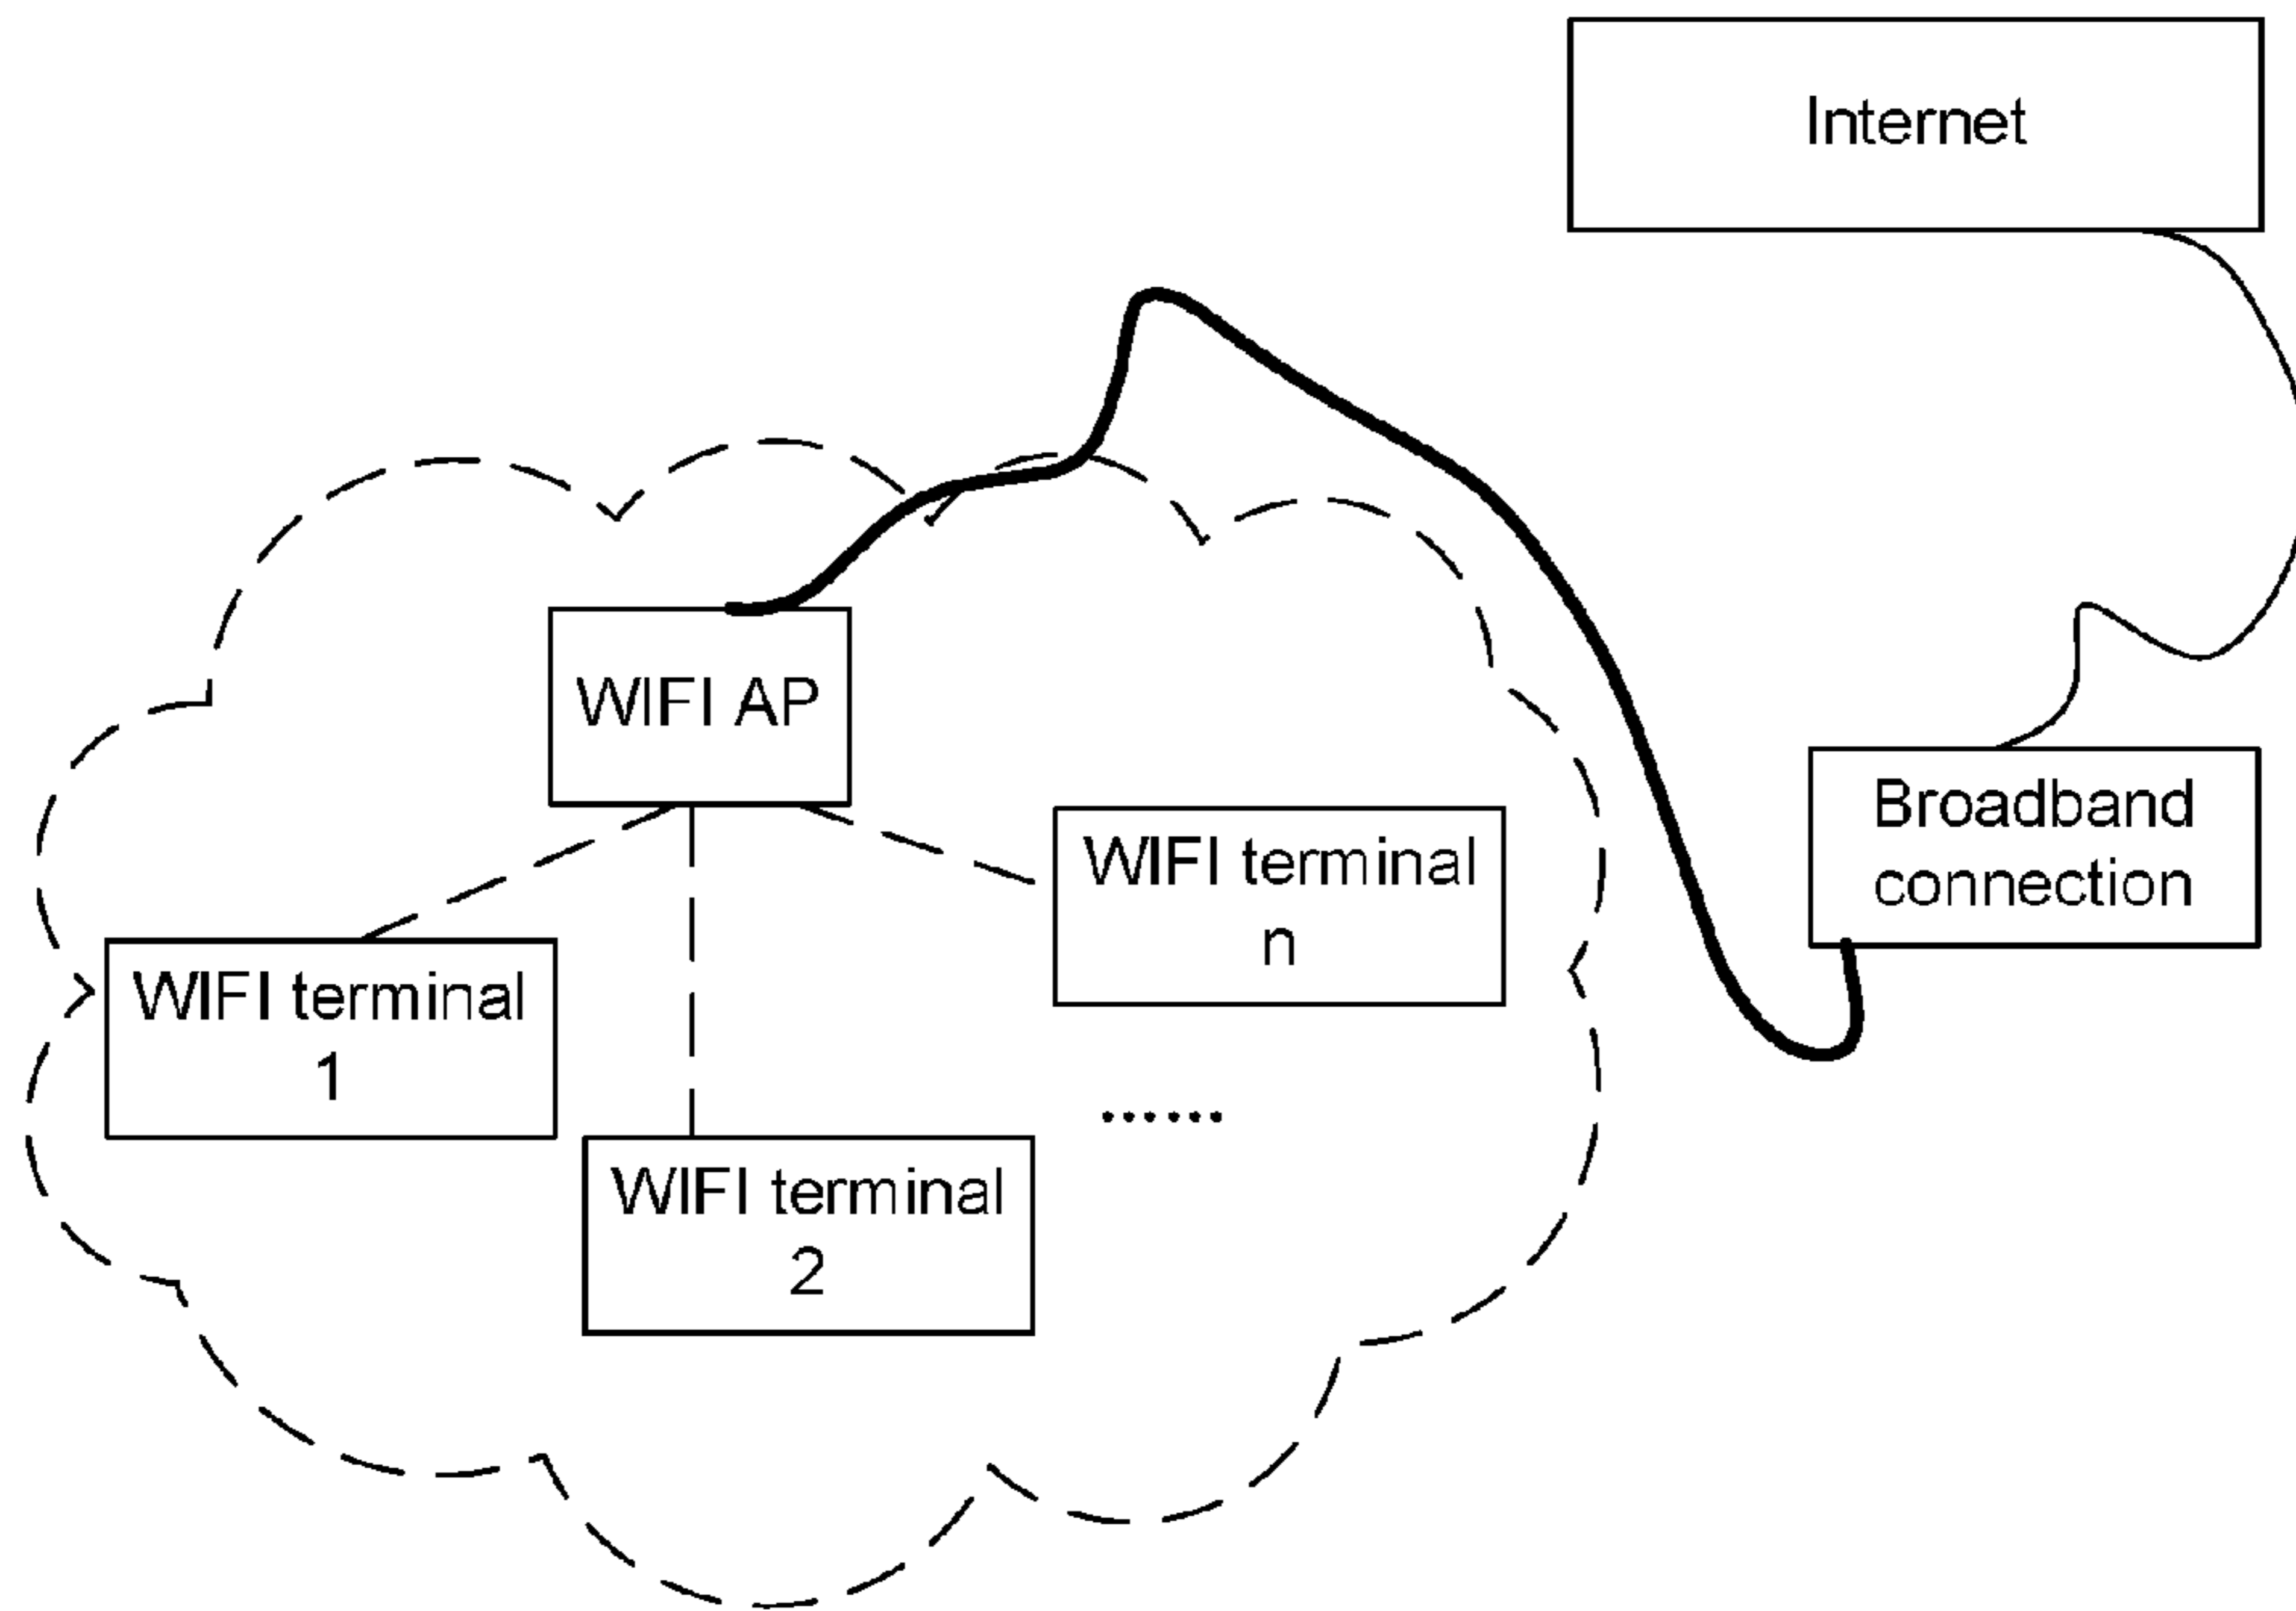 Internet
WIFI AP
Broadband
connection
WIFI terminal
n
WIFI terminal
1
......
WIFI terminal
2